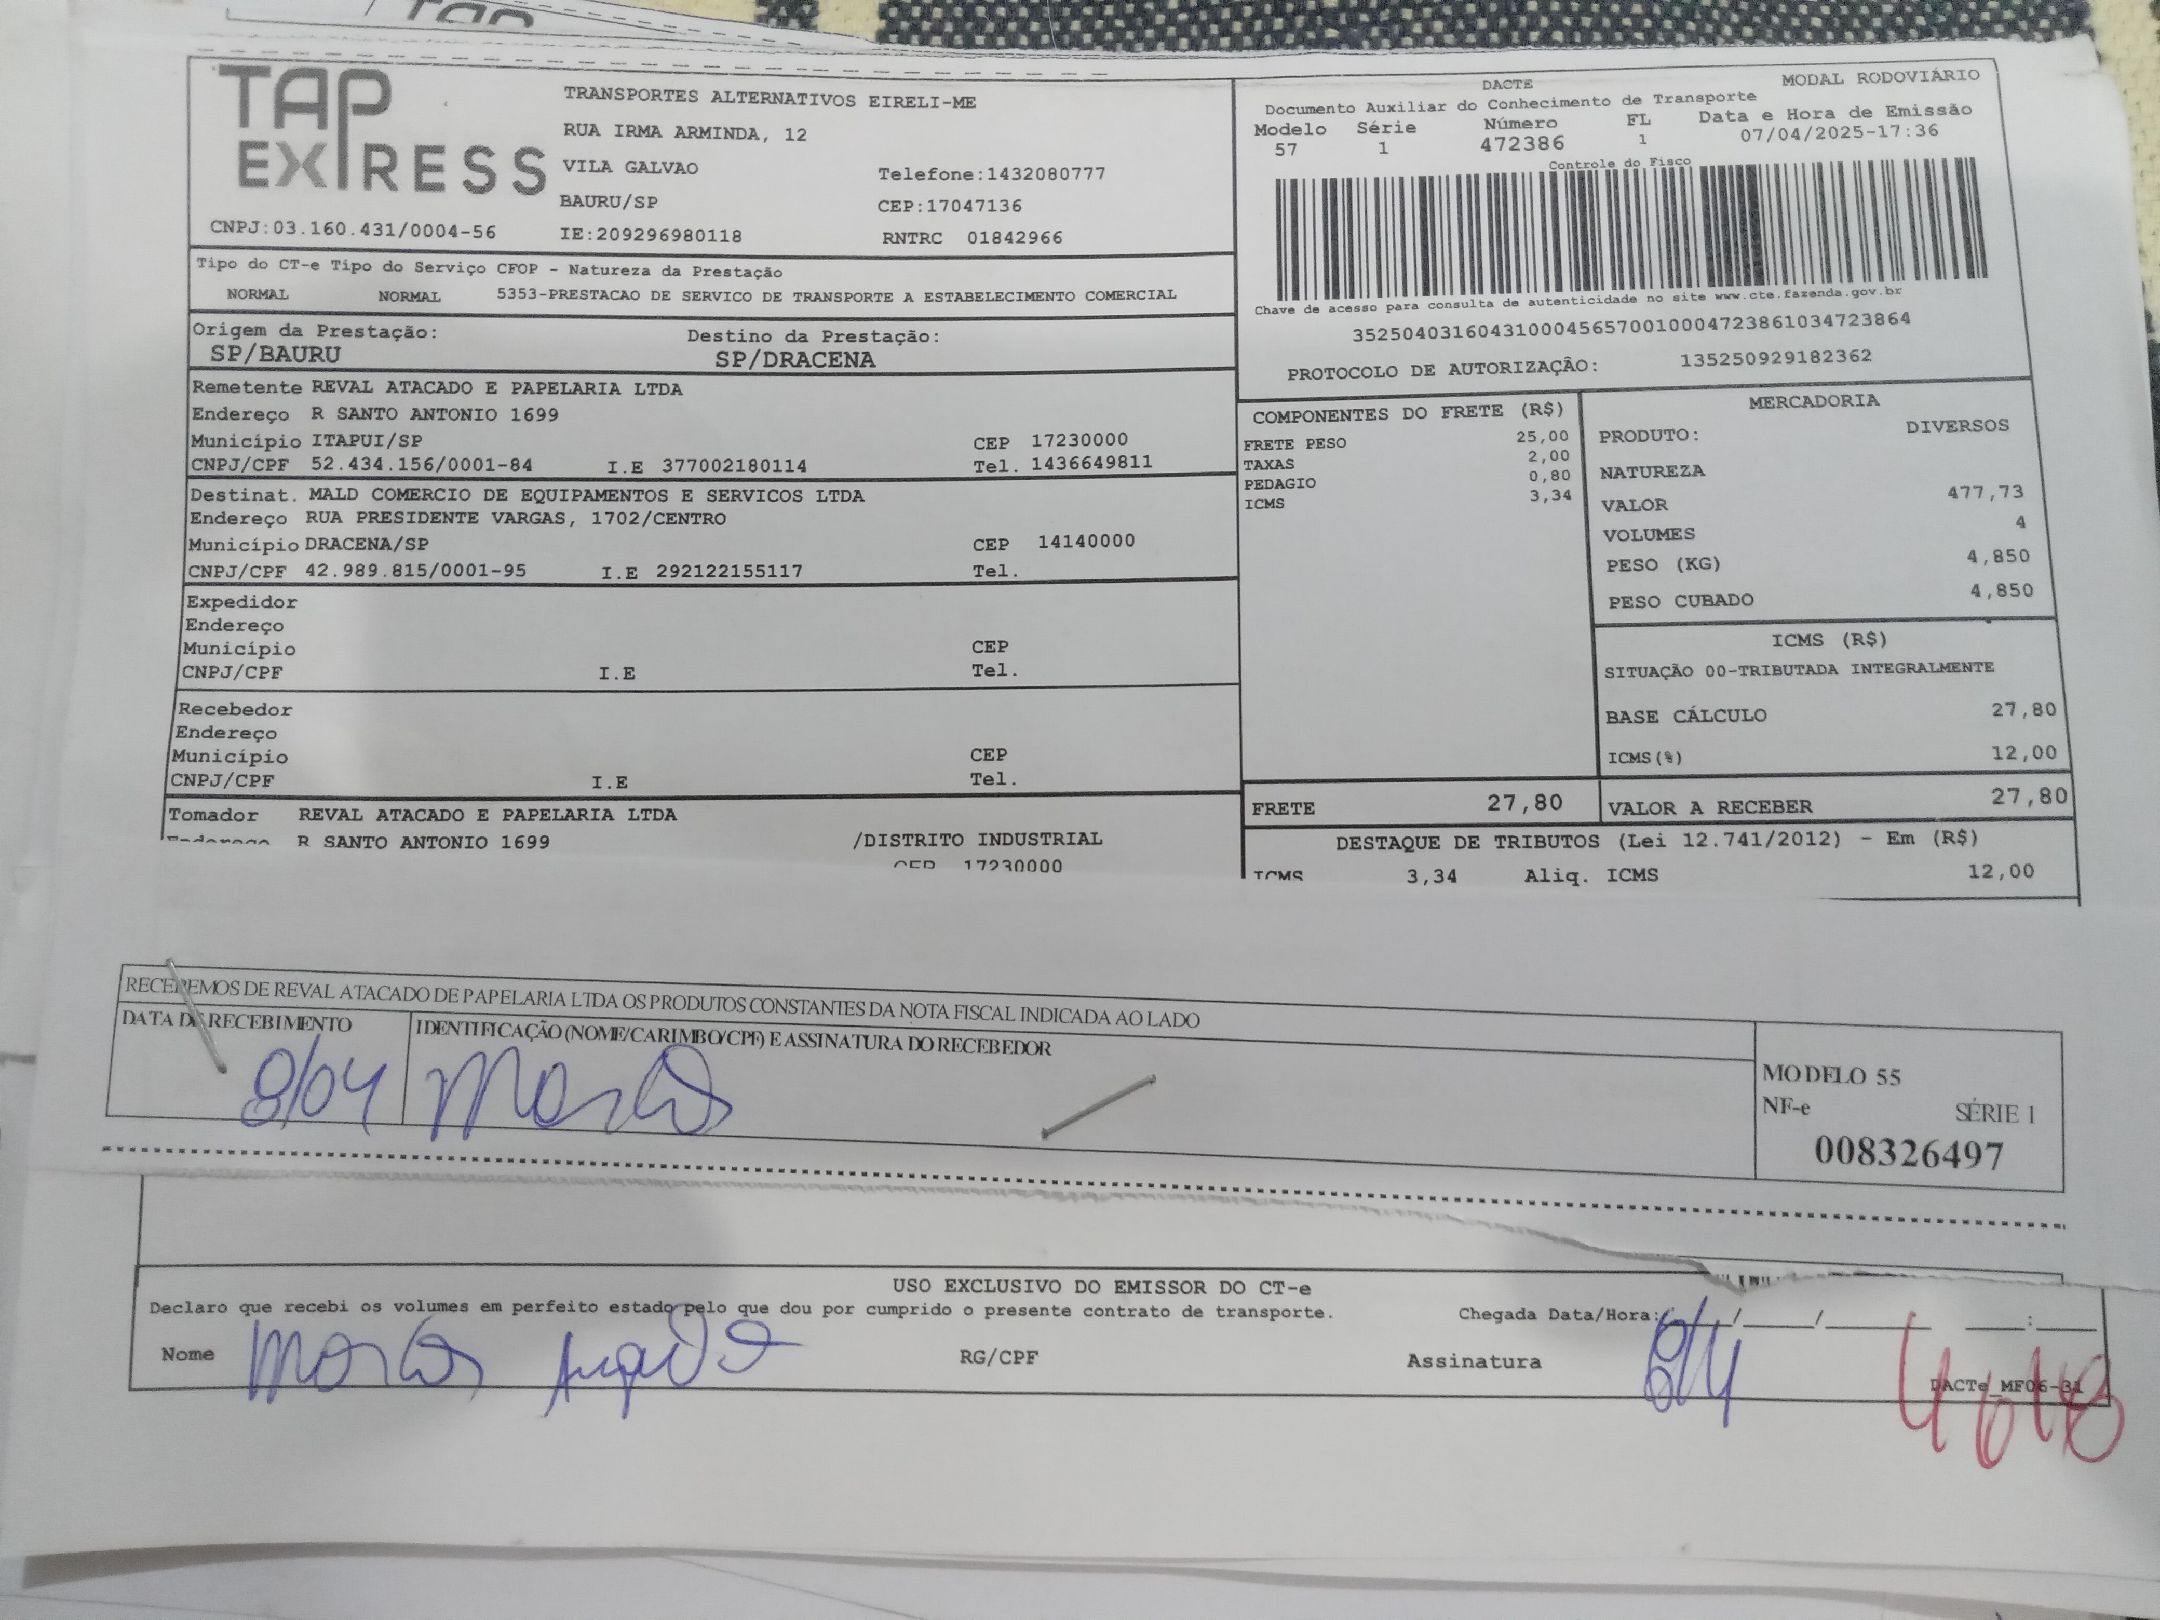 TAP
EXPRESS
TRANSPORTES ALTERNATIVOS EIRELI-ME
RUA IRMA ARMINDA, 12
VILA GALVAO Telefone:1432080777
BAURU/SP CEP:17047136
CNPJ:03.160.431/0004-56 IE:209296980118 RNTRC 01842966
DACTE MODAL RODOVIÁRIO
Documento Auxiliar do Conhecimento de Transporte
Modelo Série Número FL Data e Hora de Emissão
57 1 472386 1 07/04/2025-17:36
Controle do Fisco
Chave de acesso para consulta de autenticidade no site www.cte.fazenda.gov.br
35250403160431000456570010004723861034723864
PROTOCOLO DE AUTORIZAÇÂO: 135250929182362
Tipo do CT-e Tipo do Serviço CFOP - Natureza da Prestação
NORMAL NORMAL 5353-PRESTACAO DE SERVICO DE TRANSPORTE A ESTABELECIMENTO COMERCIAL
Origem da Prestação: Destino da Prestação:
SP/BAURU SP/DRACENA
Remetente REVAL ATACADO E PAPELARIA LTDA
Endereço R SANTO ANTONIO 1699
Município ITAPUI/SP CEP 17230000
CNPJ/CPF 52.434.156/0001-84 I.E 377002180114 Tel. 1436649811
Destinat. MALD COMERCIO DE EQUIPAMENTOS E SERVICOS LTDA
Endereço RUA PRESIDENTE VARGAS, 1702/CENTRO
Município DRACENA/SP CEP 14140000
CNPJ/CPF 42.989.815/0001-95 I.E 292122155117 Tel.
Expedidor
Endereço
Município CEP
CNPJ/CPF I.E Tel.
Recebedor
Endereço
Município CEP
CNPJ/CPF I.E Tel.
Tomador REVAL ATACADO E PAPELARIA LTDA
Endereço R SANTO ANTONIO 1699 /DISTRITO INDUSTRIAL
CEP 17230000
COMPONENTES DO FRETE (R$)
FRETE PESO 25,00
TAXAS 2,00
PEDAGIO 0,80
ICMS 3,34
MERCADORIA
PRODUTO: DIVERSOS
NATUREZA
VALOR 477,73
VOLUMES 4
PESO (KG) 4,850
PESO CUBADO 4,850
ICMS (R$)
SITUAÇÃO 00-TRIBUTADA INTEGRALMENTE
BASE CÁLCULO 27,80
ICMS(%) 12,00
FRETE 27,80 VALOR A RECEBER 27,80
DESTAQUE DE TRIBUTOS (Lei 12.741/2012) - Em (R$)
ICMS 3,34 Aliq. ICMS 12,00
RECEBEMOS DE REVAL ATACADO DE PAPELARIA LTDA OS PRODUTOS CONSTANTES DA NOTA FISCAL INDICADA AO LADO
DATA DE RECEBIMENTO IDENTIFICAÇÃO (NOME/CARIMBO/CPF) E ASSINATURA DO RECEBEDOR
8/04
MODELO 55
NF-e SÉRIE 1
008326497
USO EXCLUSIVO DO EMISSOR DO CT-e
Declaro que recebi os volumes em perfeito estado pelo que dou por cumprido o presente contrato de transporte. Chegada Data/Hora: / / :
Nome RG/CPF Assinatura
DACTe_MF06-31